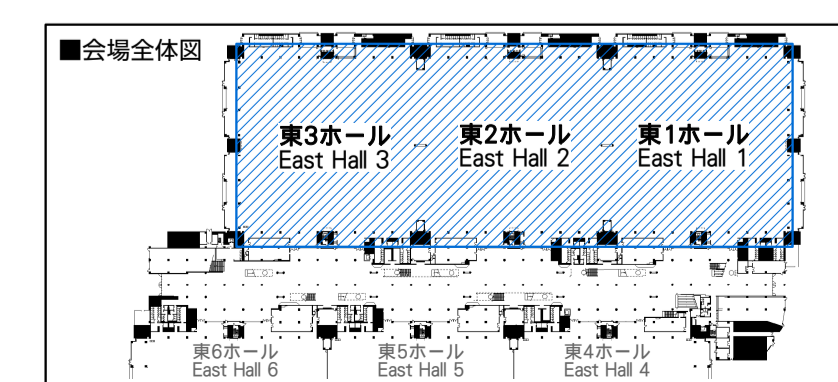 ■会場全体図
東3ホール
East Hall 3
東2ホール
East Hall 2
東1ホール
East Hall 1
東6ホール
East Hall 6
東5ホール
East Hall 5
東4ホール
East Hall 4